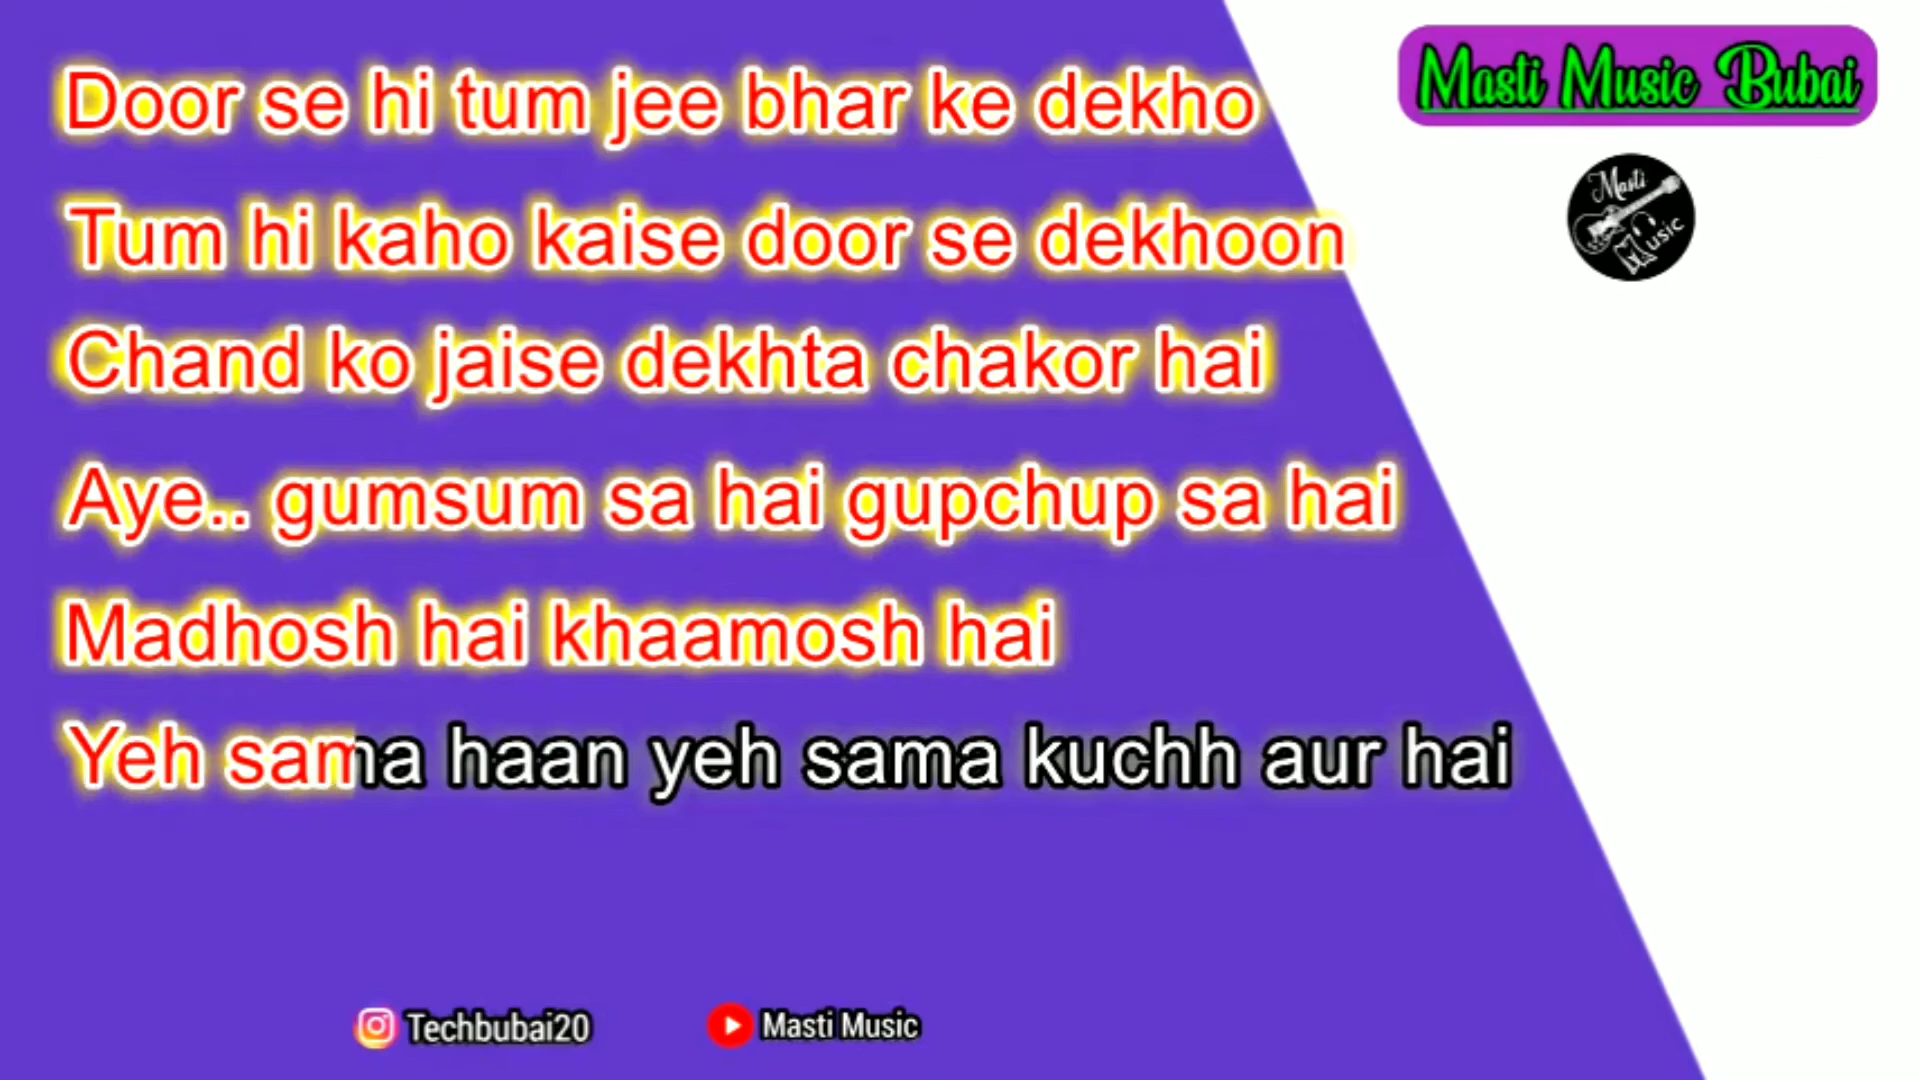 Masti Music Bubai
Masti
Music
Door se hi tum jee bhar ke dekho
Tum hi kaho kaise door se dekhoon
Chand ko jaise dekhta chakor hai
Aye.. gumsum sa hai gupchup sa hai
Madhosh hai khaamosh hai
Yeh sama haan yeh sama kuchh aur hai
Techbubai20
Masti Music